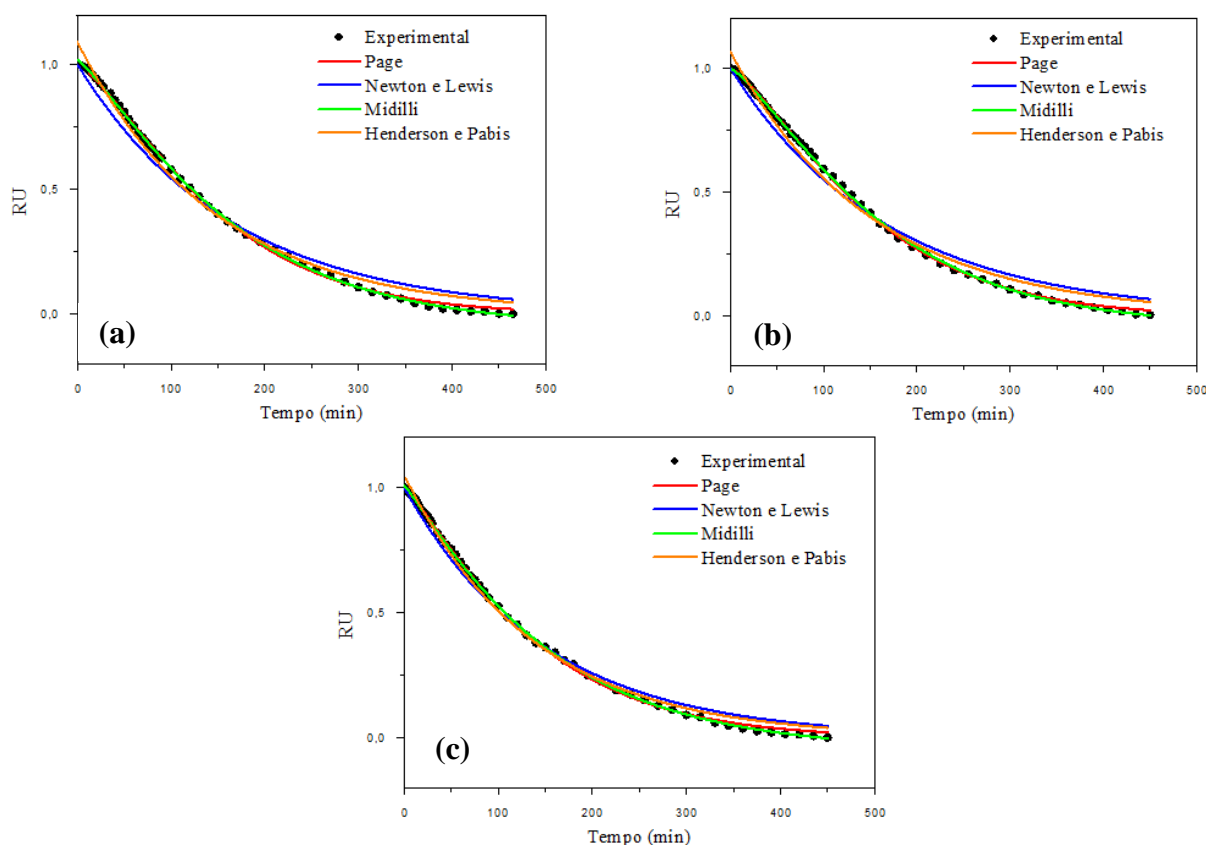 Experimental
Page
Newton e Lewis
Midilli
Henderson e Pabis
1,0
0,5
0,0
RU
(a)
0 100 200 300 400 500
Tempo (min)
Experimental
Page
Newton e Lewis
Midilli
Henderson e Pabis
1,0
0,5
0,0
RU
(b)
0 100 200 300 400 500
Tempo (min)
Experimental
Page
Newton e Lewis
Midilli
Henderson e Pabis
1,0
0,5
0,0
RU
(c)
0 100 200 300 400 500
Tempo (min)